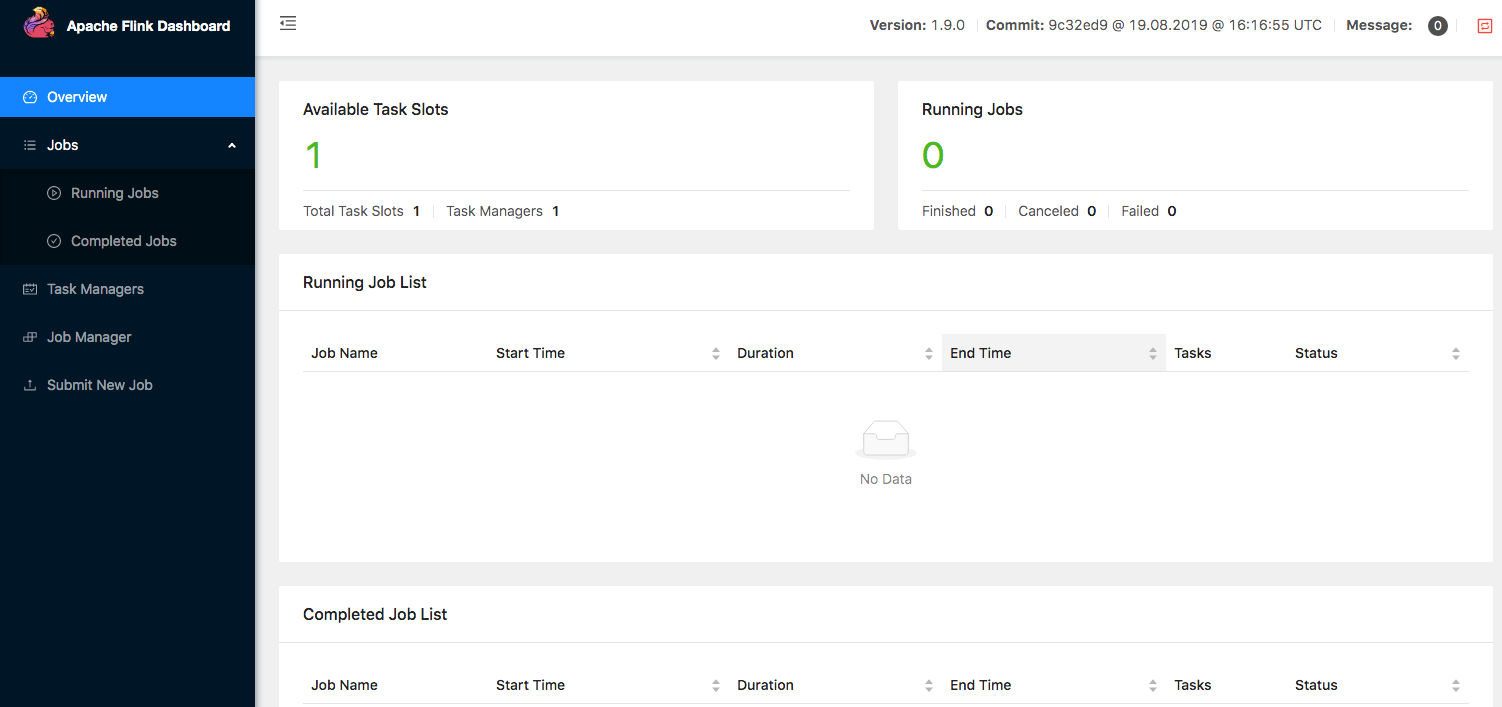 Apache Flink Dashboard
Version: 1.9.0 Commit: 9c32ed9 @ 19.08.2019 @ 16:16:55 UTC Message: 0
Overview
Jobs
Running Jobs
Completed Jobs
Task Managers
Job Manager
Submit New Job
Available Task Slots
1
Total Task Slots 1 Task Managers 1
Running Jobs
0
Finished 0 Canceled 0 Failed 0
Running Job List
Job Name Start Time Duration End Time Tasks Status
No Data
Completed Job List
Job Name Start Time Duration End Time Tasks Status